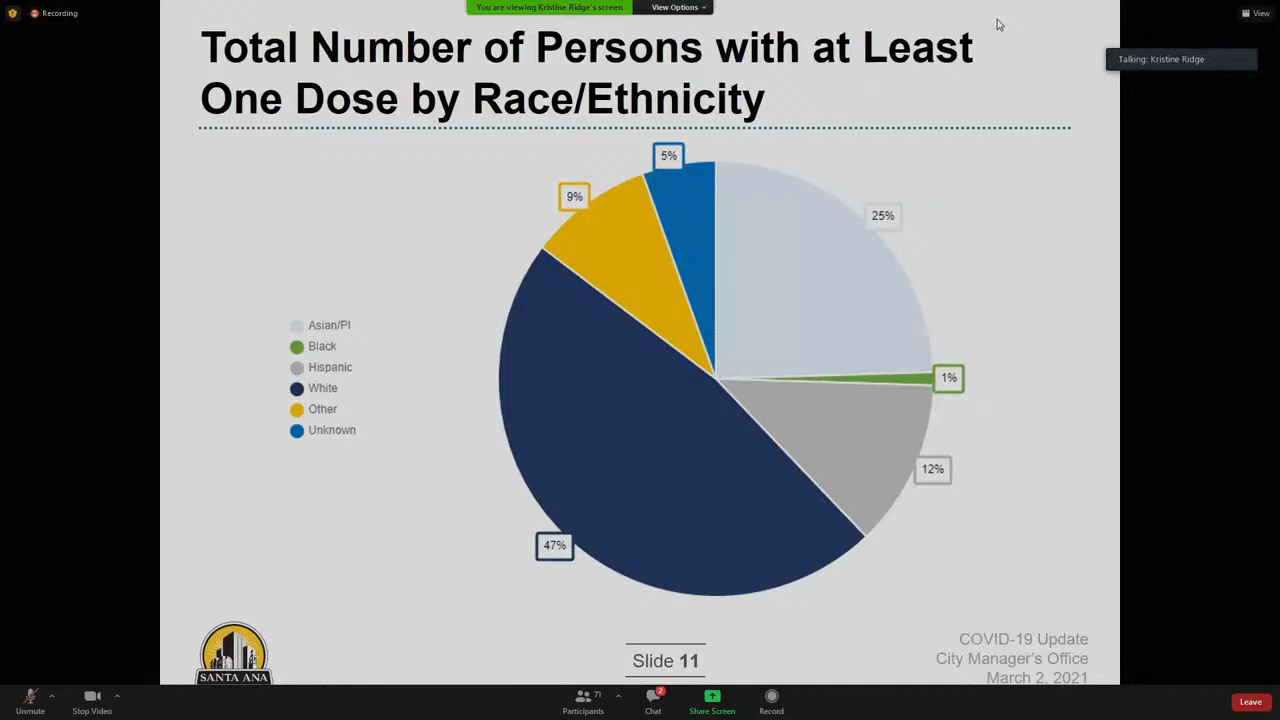 Recording
You are viewing Kristine Ridge's screen
View Options
View
Talking: Kristine Ridge
Total Number of Persons with at Least
One Dose by Race/Ethnicity
5%
9%
25%
Asian/PI
Black
Hispanic
White
Other
Unknown
1%
12%
47%
SANTA ANA
Slide 11
COVID-19 Update
City Manager's Office
March 2, 2021
Unmute
Stop Video
Participants
71
Chat
2
Share Screen
Record
Leave